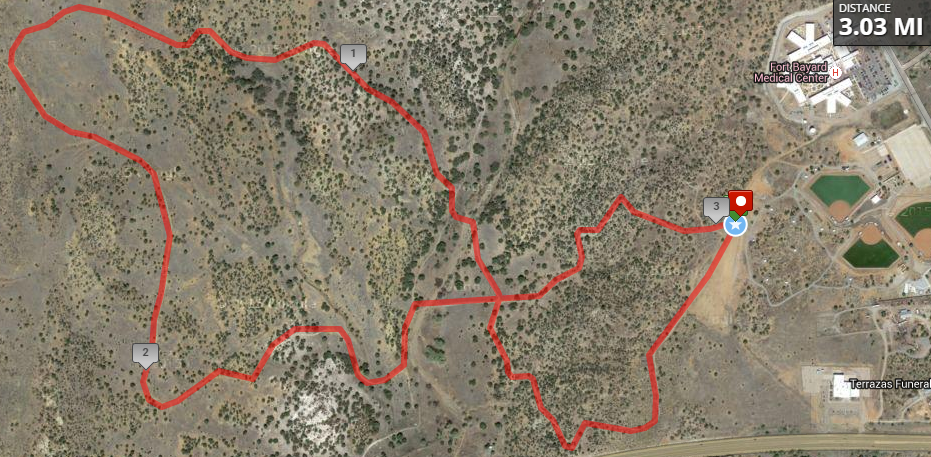 DISTANCE
3.03 MI
Fort Bayard
Medical Center
H
1
3
2
Terrazas Funeral